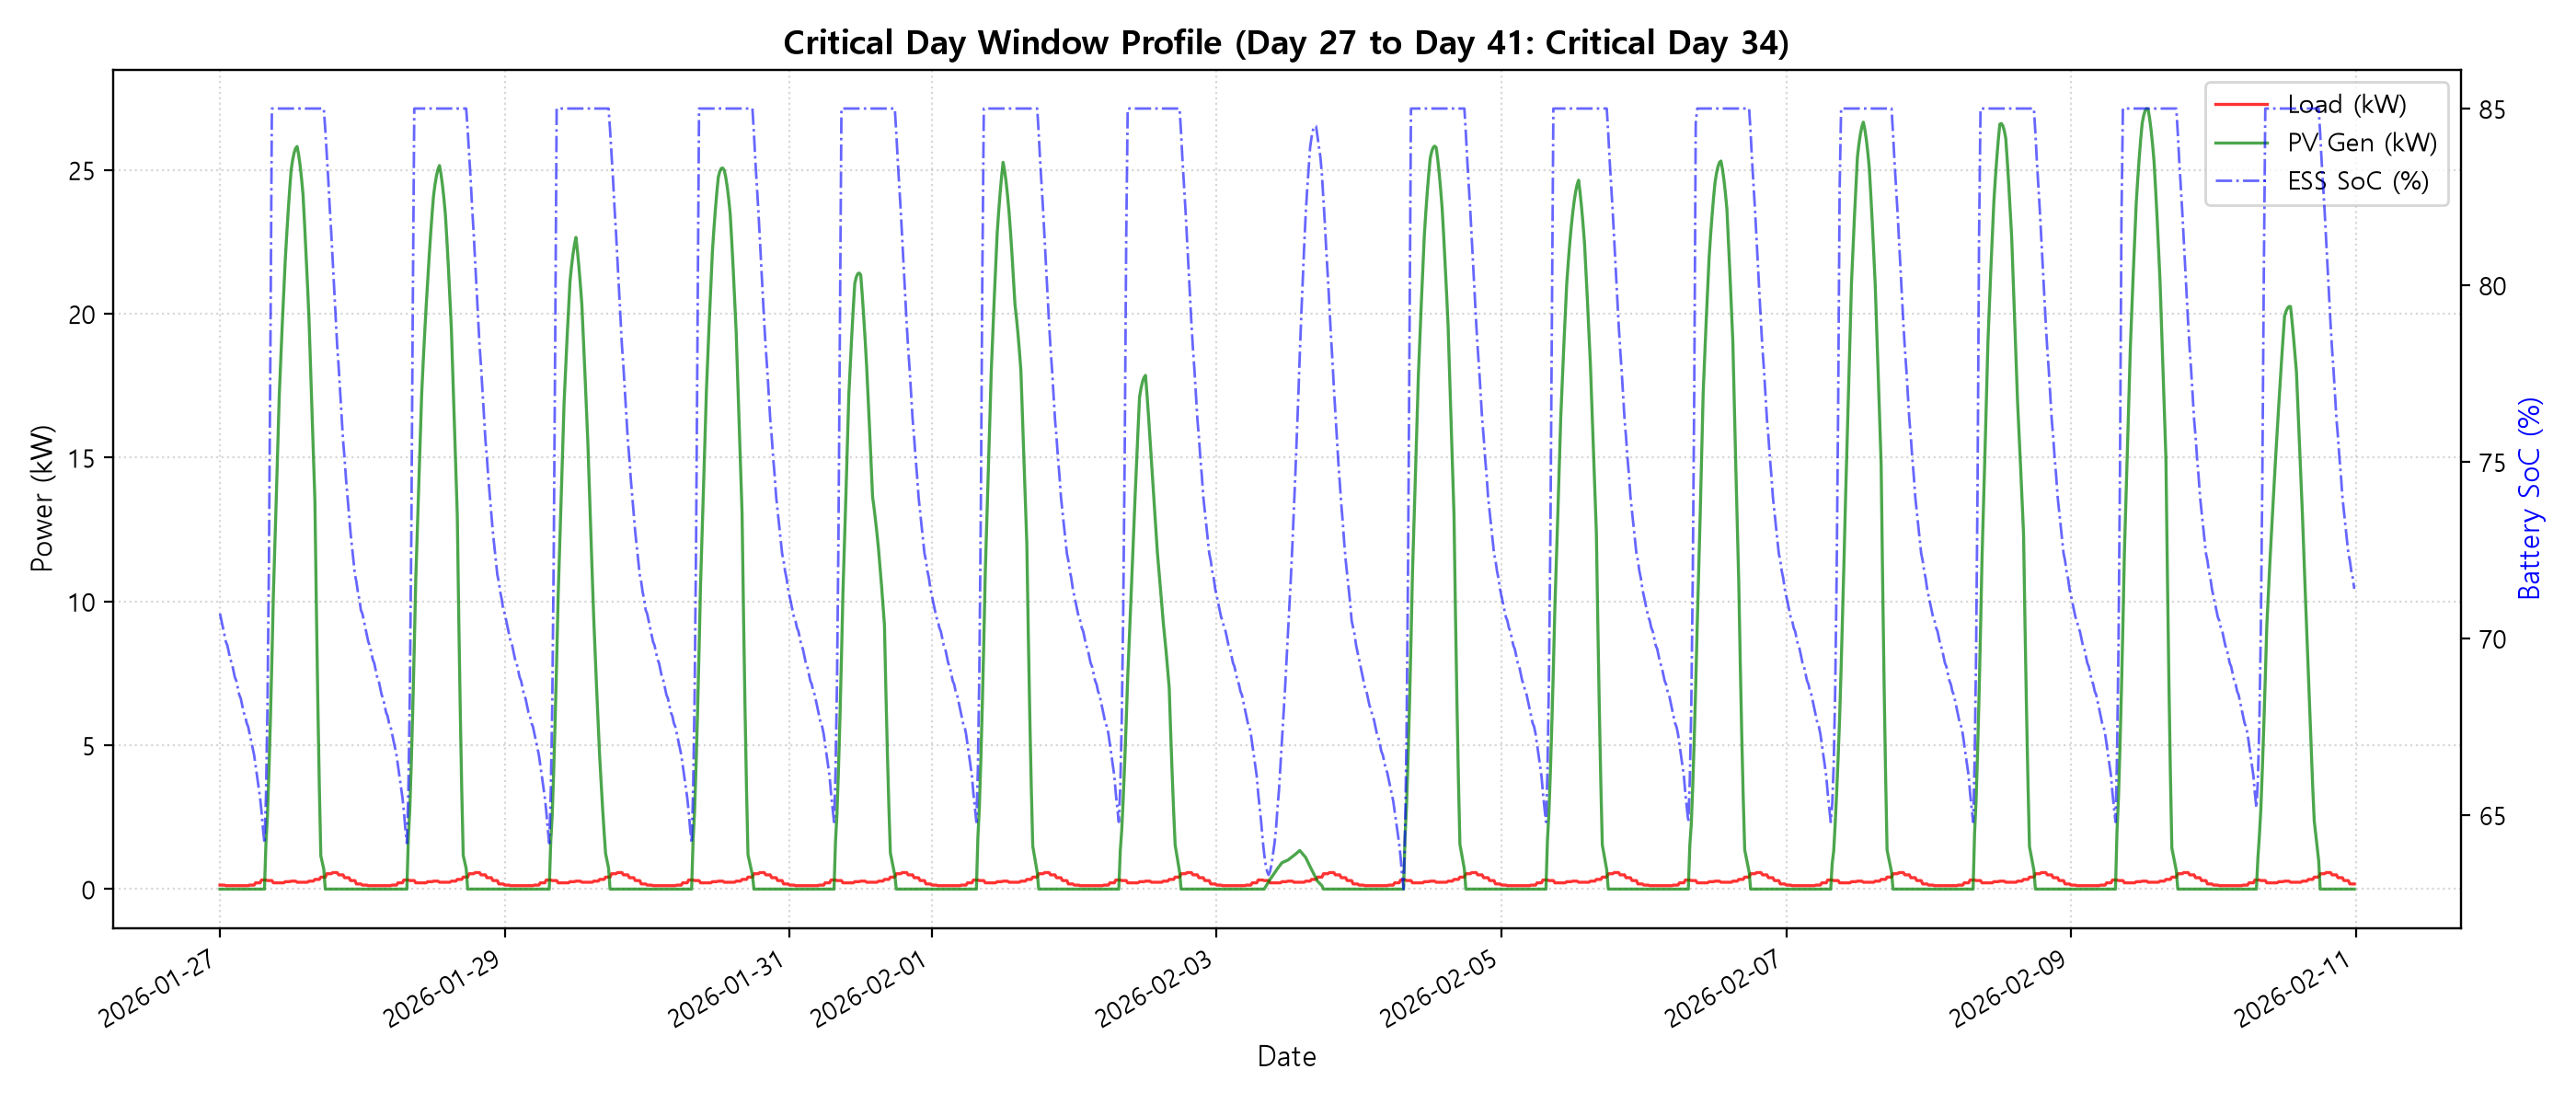 Critical Day Window Profile (Day 27 to Day 41: Critical Day 34)
Load (kW)
PV Gen (kW)
ESS SoC (%)
Power (kW)
25
20
15
10
5
0
85
80
75
70
65
Battery SoC (%)
2026-01-27
2026-01-29
2026-01-31
2026-02-01
2026-02-03
2026-02-05
2026-02-07
2026-02-09
2026-02-11
Date